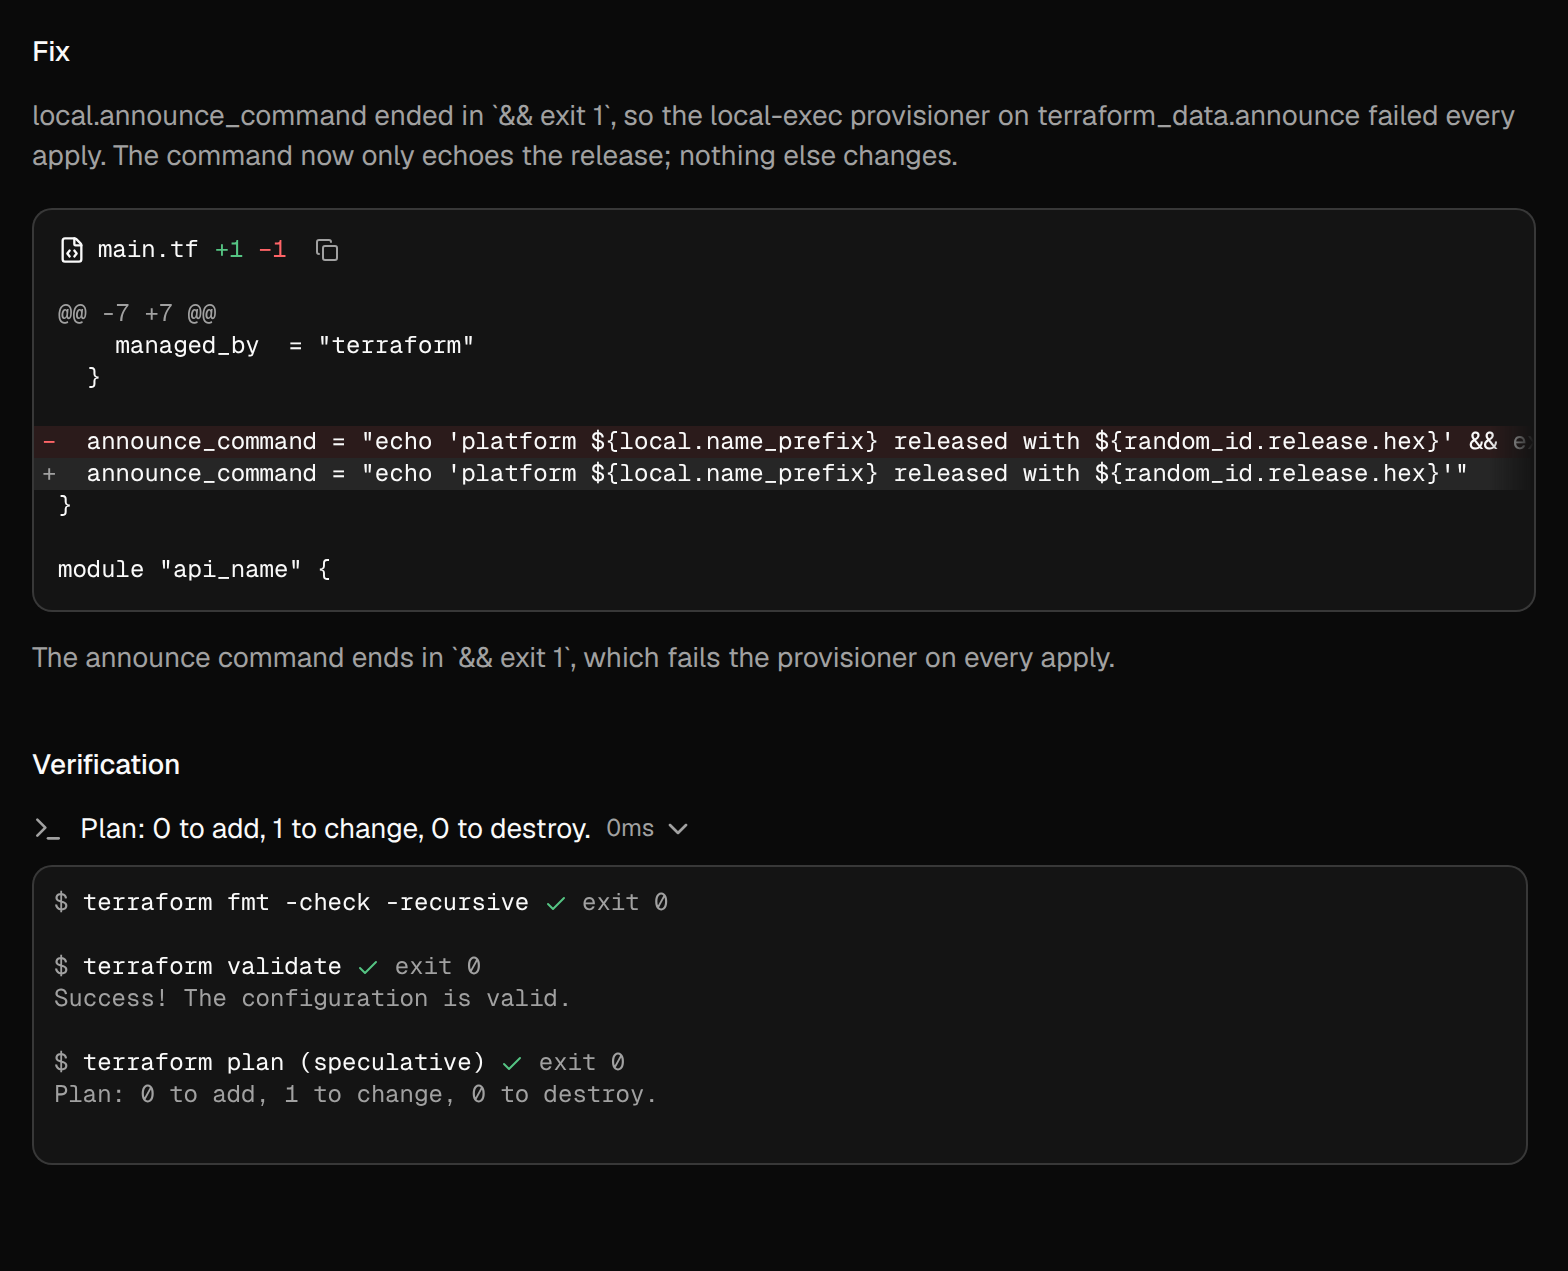 Fix
local.announce_command ended in `&& exit 1`, so the local-exec provisioner on terraform_data.announce failed every
apply. The command now only echoes the release; nothing else changes.
main.tf +1 −1
@@ -7 +7 @@
    managed_by  = "terraform"
  }
-  announce_command = "echo 'platform ${local.name_prefix} released with ${random_id.release.hex}' &&
+  announce_command = "echo 'platform ${local.name_prefix} released with ${random_id.release.hex}'"
}
module "api_name" {
The announce command ends in `&& exit 1`, which fails the provisioner on every apply.
Verification
Plan: 0 to add, 1 to change, 0 to destroy. 0ms
$ terraform fmt -check -recursive ✓ exit 0
$ terraform validate ✓ exit 0
Success! The configuration is valid.
$ terraform plan (speculative) ✓ exit 0
Plan: 0 to add, 1 to change, 0 to destroy.